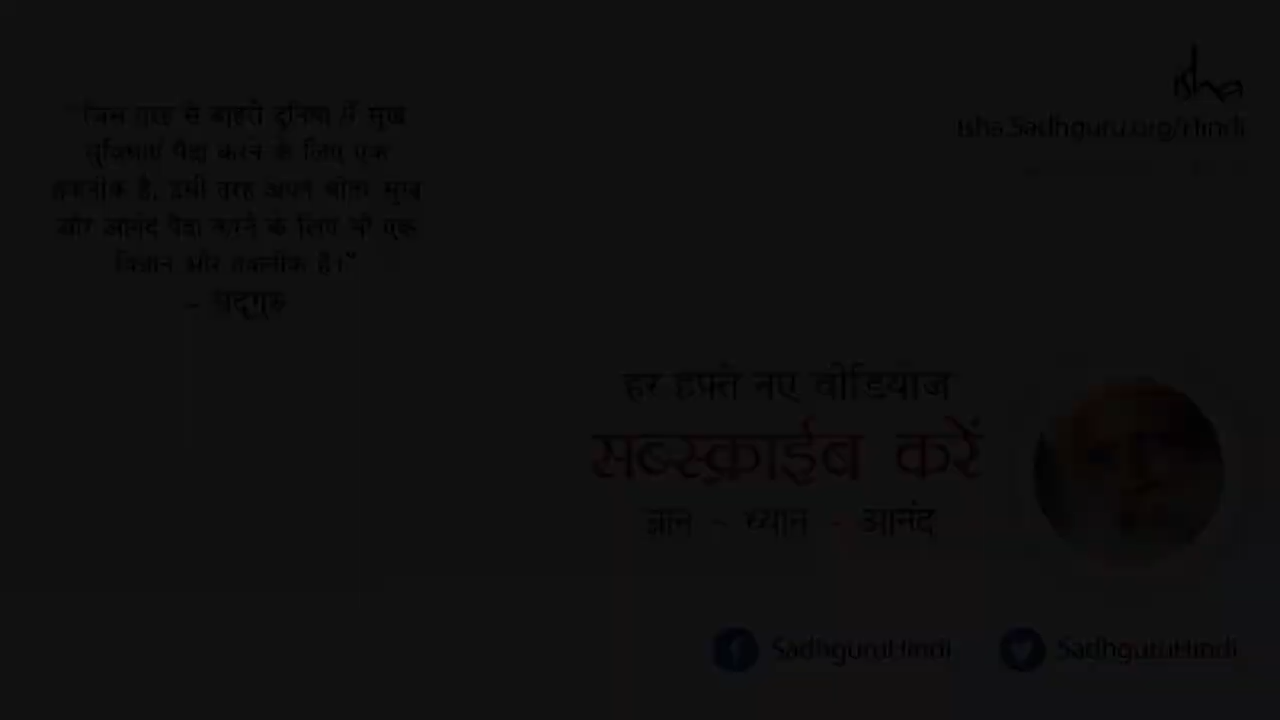 "जिस तरह से बाहरी दुनिया में सुख
सुविधाएं पैदा करने के लिए एक
तकनीक है, उसी तरह अपने भीतर सुख
और आनंद पैदा करने के लिए भी एक
विज्ञान और तकनीक है।"
- सद्गुरु
isha
isha.Sadhguru.org/Hindi
हर हफ्ते नए वीडियोज
सब्स्क्राईब करें
ज्ञान - ध्यान - आनंद
SadhguruHindi
SadhguruHindi